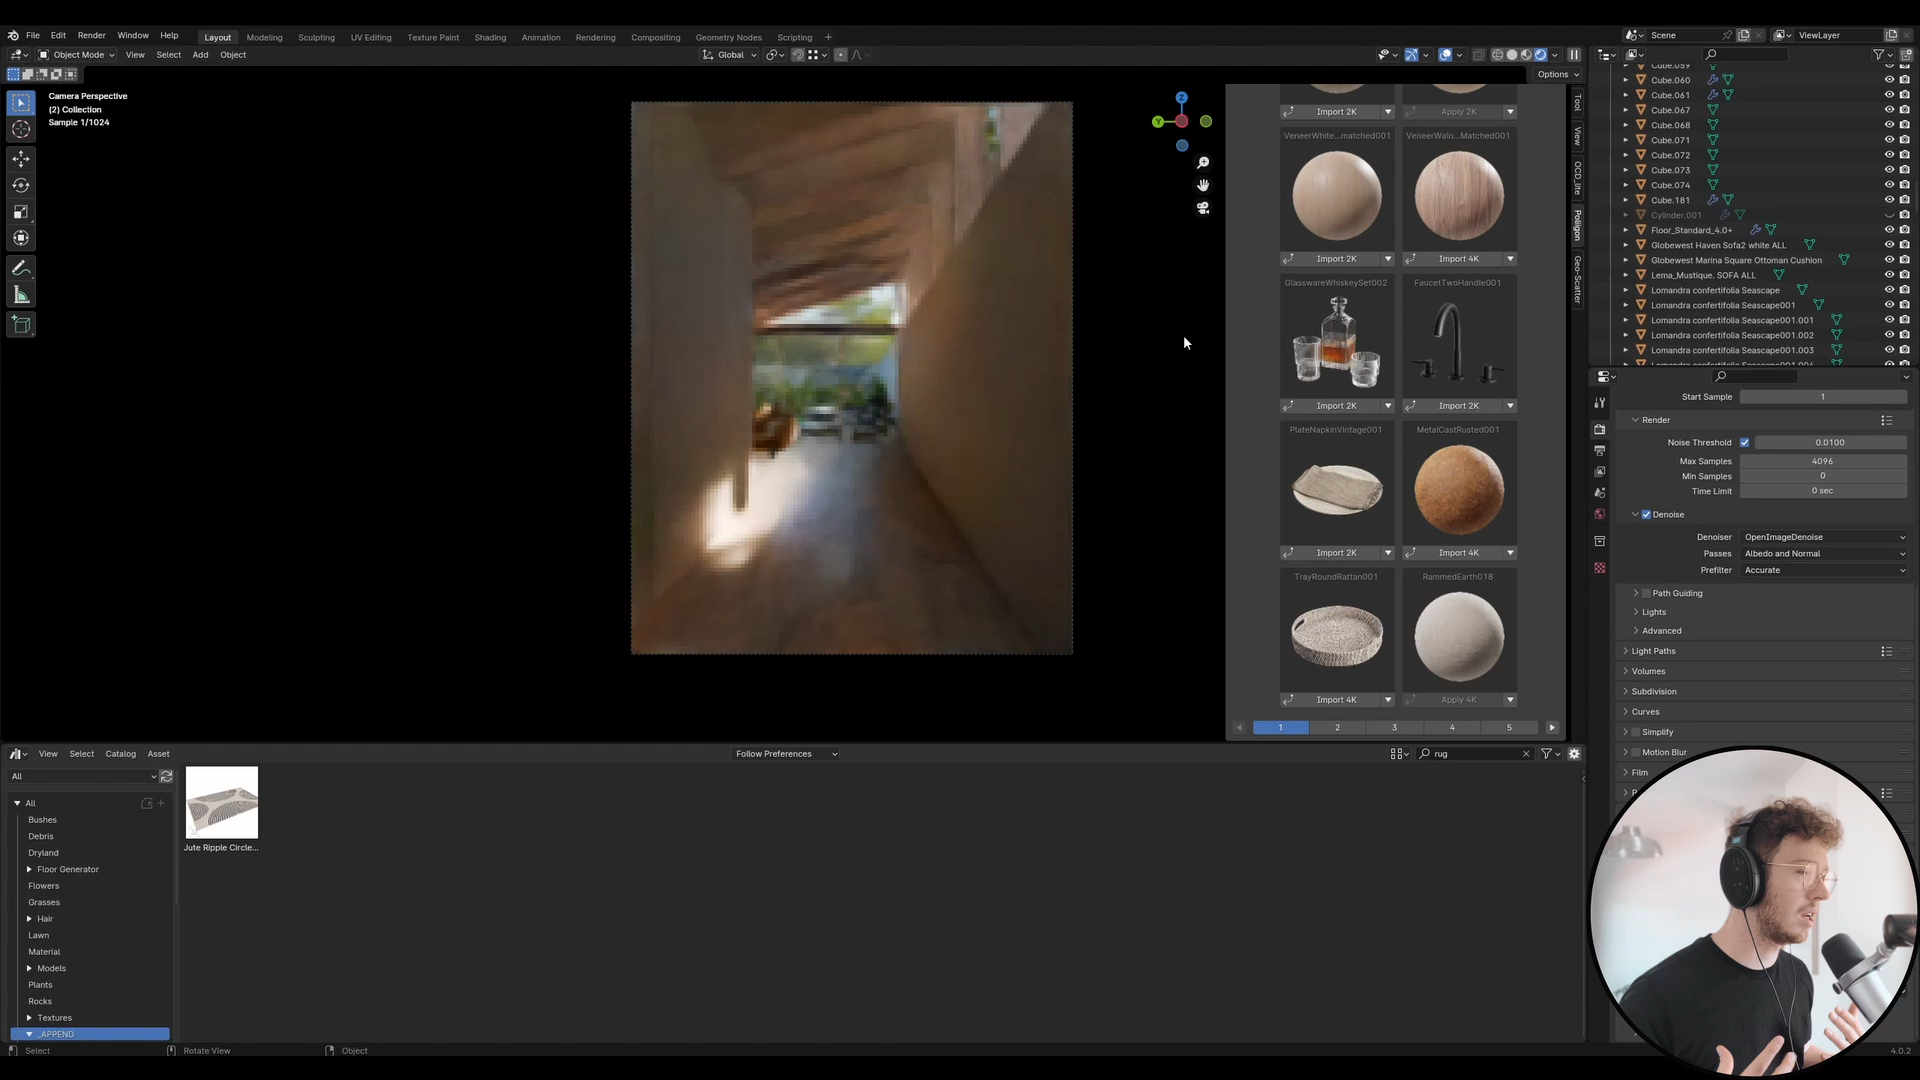 File Edit Render Window Help
Layout Modeling Sculpting UV Editing Texture Paint Shading Animation Rendering Compositing Geometry Nodes Scripting +
Scene
ViewLayer
Object Mode View Select Add Object
Global
Options
Camera Perspective
(2) Collection
Sample 1/1024
Z
Y
Import 2K
Apply 2K
VeneerWhite...matched001
VeneerWaln...Matched001
Import 2K
Import 4K
GlasswareWhiskeySet002
FaucetTwoHandle001
Import 2K
Import 2K
PlateNapkinVintage001
MetalCastRusted001
Import 2K
Import 4K
TrayRoundRattan001
RammedEarth018
Import 4K
Apply 4K
1 2 3 4 5
Tool
View
OCD_lite
Poliigon
Geo-Scatter
Cube.059
Cube.060
Cube.061
Cube.067
Cube.068
Cube.071
Cube.072
Cube.073
Cube.074
Cube.181
Cylinder.001
Floor_Standard_4.0+
Globewest Haven Sofa2 white ALL
Globewest Marina Square Ottoman Cushion
Lema_Mustique. SOFA ALL
Lomandra confertifolia Seascape
Lomandra confertifolia Seascape001
Lomandra confertifolia Seascape001.001
Lomandra confertifolia Seascape001.002
Lomandra confertifolia Seascape001.003
Start Sample 1
Render
Noise Threshold 0.0100
Max Samples 4096
Min Samples 0
Time Limit 0 sec
Denoise
Denoiser OpenImageDenoise
Passes Albedo and Normal
Prefilter Accurate
Path Guiding
Lights
Advanced
Light Paths
Volumes
Subdivision
Curves
Simplify
Motion Blur
Film
View Select Catalog Asset
Follow Preferences
rug
All
All
Bushes
Debris
Dryland
Floor Generator
Flowers
Grasses
Hair
Lawn
Material
Models
Plants
Rocks
Textures
_APPEND
Jute Ripple Circle...
Select
Rotate View
Object
4.0.2